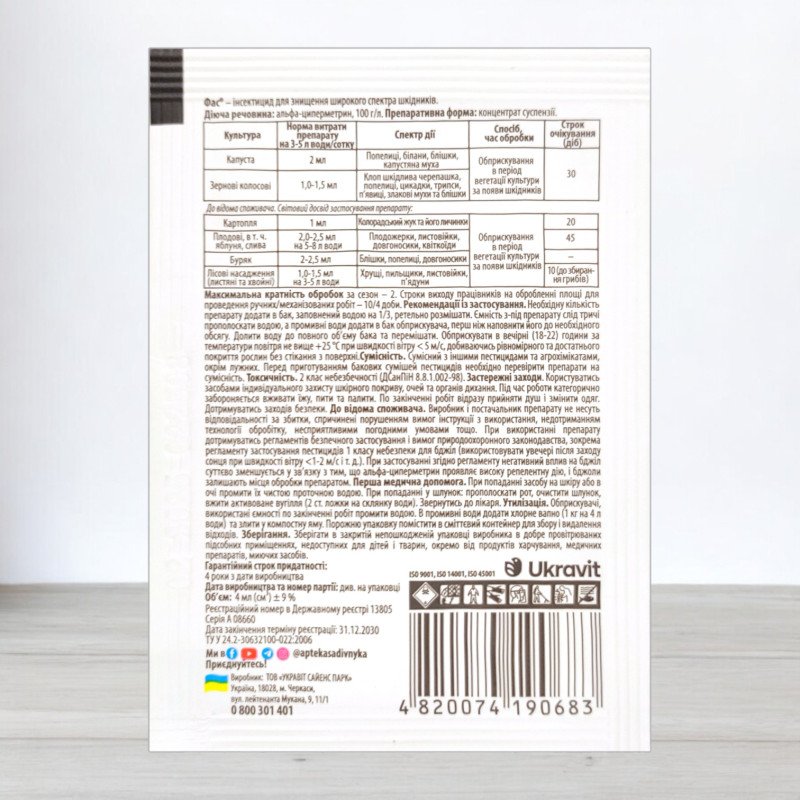 Фас® – інсектицид для знищення широкого спектра шкідників.
Діюча речовина: альфа-циперметрин, 100 г/л. Препаративна форма: концентрат суспензії.
Культура Норма витрати препарату на 3-5 л води/сотку Спектр дії Спосіб, час обробки Строк очікування (діб)
Капуста 2 мл Попелиці, білани, блішки, капустяна муха Обприскування в період вегетації культури за появи шкідників 30
Зернові колосові 1,0-1,5 мл Клоп шкідлива черепашка, попелиці, цикадки, трипси, п'явиці, злакові мухи та блішки
До відома споживача. Світовий досвід застосування препарату:
Картопля 1 мл Колорадський жук та його личинки Обприскування в період вегетації культури за появи шкідників 20
Плодові, в т. ч. яблуня, слива 2,0-2,5 мл на 5-8 л води Плодожерки, листовійки, довгоносики, квіткоїди 45
Буряк 2-2,5 мл Блішки, попелиці, довгоносики –
Лісові насадження (листяні та хвойні) 1,0-1,5 мл на 3-5 л води Хрущі, пильщики, листовійки, п'ядуни 10 (до збирання грибів)
Максимальна кратність обробок за сезон – 2. Строки виходу працівників на оброблені площі для
проведення ручних/механізованих робіт – 10/4 доби. Рекомендації із застосування. Необхідну кількість
препарату додати в бак, заповнений водою на 1/3, ретельно розмішати. Ємність з-під препарату слід тричі
прополоскати водою, а промивні води додати в бак обприскувача, перш ніж наповнити його до необхідного
обсягу. Долити воду до повного об'єму бака та перемішати. Обприскувати в вечірні (18-22) години за
температури повітря не вище +25 °С при швидкості вітру < 5 м/с, добиваючись рівномірного та достатнього
покриття рослин без стікання з поверхні. Сумісність. Сумісний з іншими пестицидами та агрохімікатами,
окрім лужних. Перед приготуванням бакових сумішей пестицидів необхідно перевірити препарати на
сумісність. Токсичність. 2 клас небезпечності (ДСанПіН 8.8.1.002-98). Застережні заходи. Користуватись
засобами індивідуального захисту шкірного покриву, очей та органів дихання. Під час роботи категорично
забороняється вживати їжу, пити та палити. По закінченні робіт відразу прийняти душ і змінити одяг.
Дотримуватись заходів безпеки. До відома споживача. Виробник і постачальник препарату не несуть
відповідальності за збитки, спричинені порушенням вимог інструкції з використання, недотриманням
технології обробітку, несприятливими погодними умовами тощо. При використанні препарату
дотримуватись регламентів безпечного застосування і вимог природоохоронного законодавства, зокрема
регламенту застосування пестицидів 1 класу небезпеки для бджіл (використовувати увечері після заходу
сонця при швидкості вітру <1-2 м/с і т. д.). При застосуванні згідно регламенту негативний вплив на бджіл
суттєво зменшується у зв'язку з тим, що альфа-циперметрин проявляє високу репелентну дію, і бджоли
залишають місця обробки препаратом. Перша медична допомога. При попаданні засобу на шкіру або в
очі промити їх чистою проточною водою. При попаданні у шлунок: прополоскати рот, очистити шлунок,
вжити активоване вугілля (2 ст. ложки на склянку води). Звернутись до лікаря. Утилізація. Обприскувачі,
використані ємності по закінченні робіт промити водою. В промивні води додати хлорне вапно (1 кг на 4 л
води) та злити у компостну яму. Порожню упаковку помістити в сміттєвий контейнер для збору і видалення
відходів. Зберігання. Зберігати в закритій непошкодженій упаковці виробника в добре провітрюваних
підсобних приміщеннях, недоступних для дітей і тварин, окремо від продуктів харчування, медичних
препаратів, миючих засобів.
Гарантійний строк придатності:
4 роки з дати виробництва
Дата виробництва та номер партії: див. на упаковці
Об'єм: 4 мл (см³) ± 9 %
Реєстраційний номер в Державному реєстрі 13805
Серія А 08660
Дата закінчення терміну реєстрації: 31.12.2030
ТУ У 24.2-30632100-022:2006
Ми в @aptekasadivnyka
Приєднуйтесь!
Виробник: ТОВ «УКРАВІТ САЙЕНС ПАРК»
Україна, 18028, м. Черкаси,
вул. лейтенанта Мукана, 9, 11/1
0 800 301 401
ISO 9001, ISO 14001, ISO 45001
Ukravit
4 820074 190683